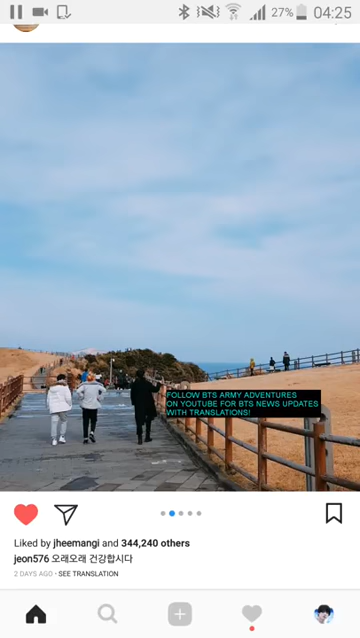 27% 04:25
FOLLOW BTS ARMY ADVENTURES
ON YOUTUBE FOR BTS NEWS UPDATES
WITH TRANSLATIONS!
Liked by jheemangi and 344,240 others
jeon576 오래오래 건강합시다
2 DAYS AGO • SEE TRANSLATION